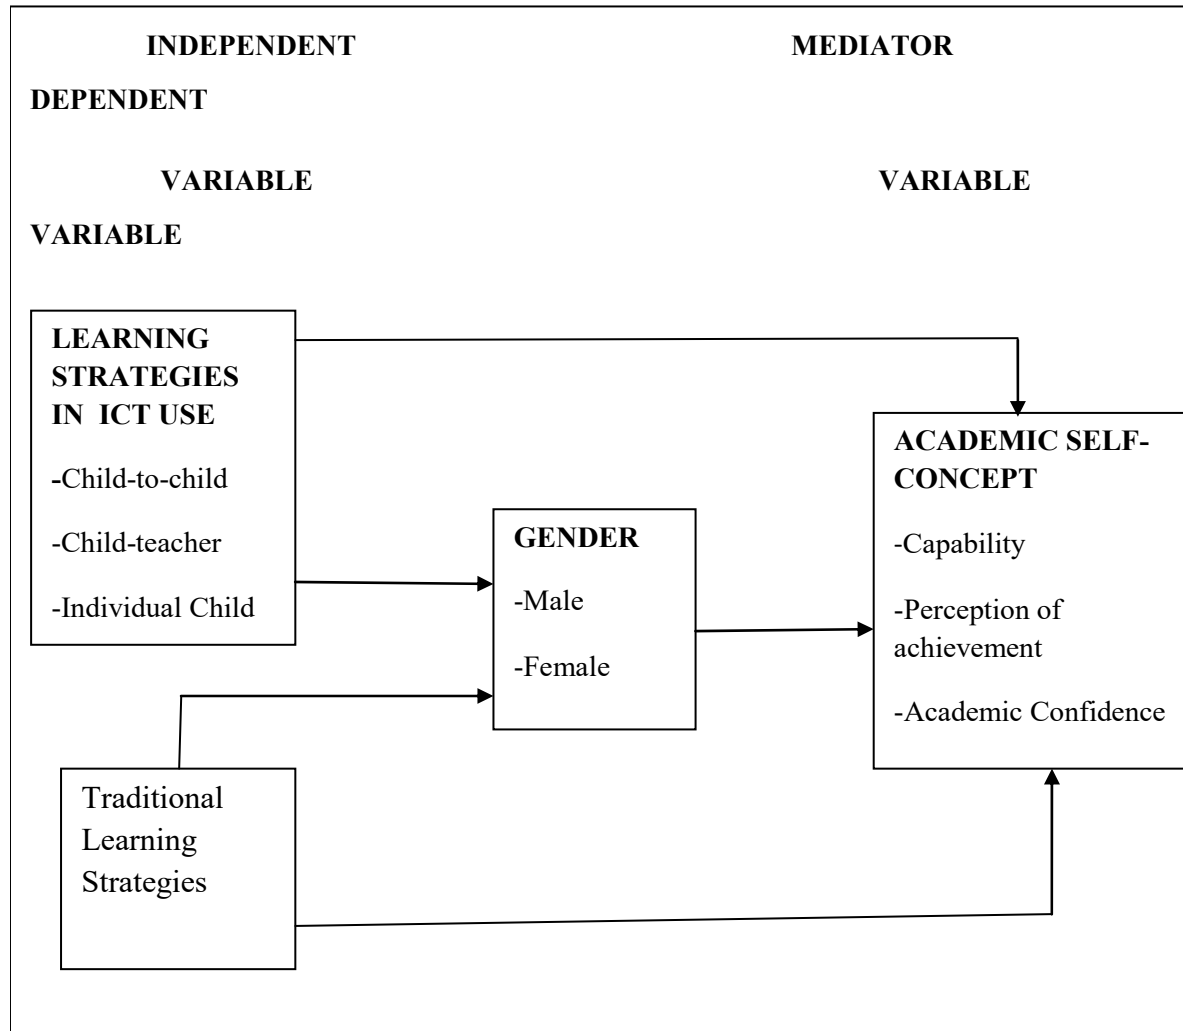 INDEPENDENT MEDIATOR
DEPENDENT
VARIABLE VARIABLE
VARIABLE
LEARNING
STRATEGIES
IN ICT USE
-Child-to-child
-Child-teacher
-Individual Child
GENDER
-Male
-Female
ACADEMIC SELF-
CONCEPT
-Capability
-Perception of
achievement
-Academic Confidence
Traditional
Learning
Strategies